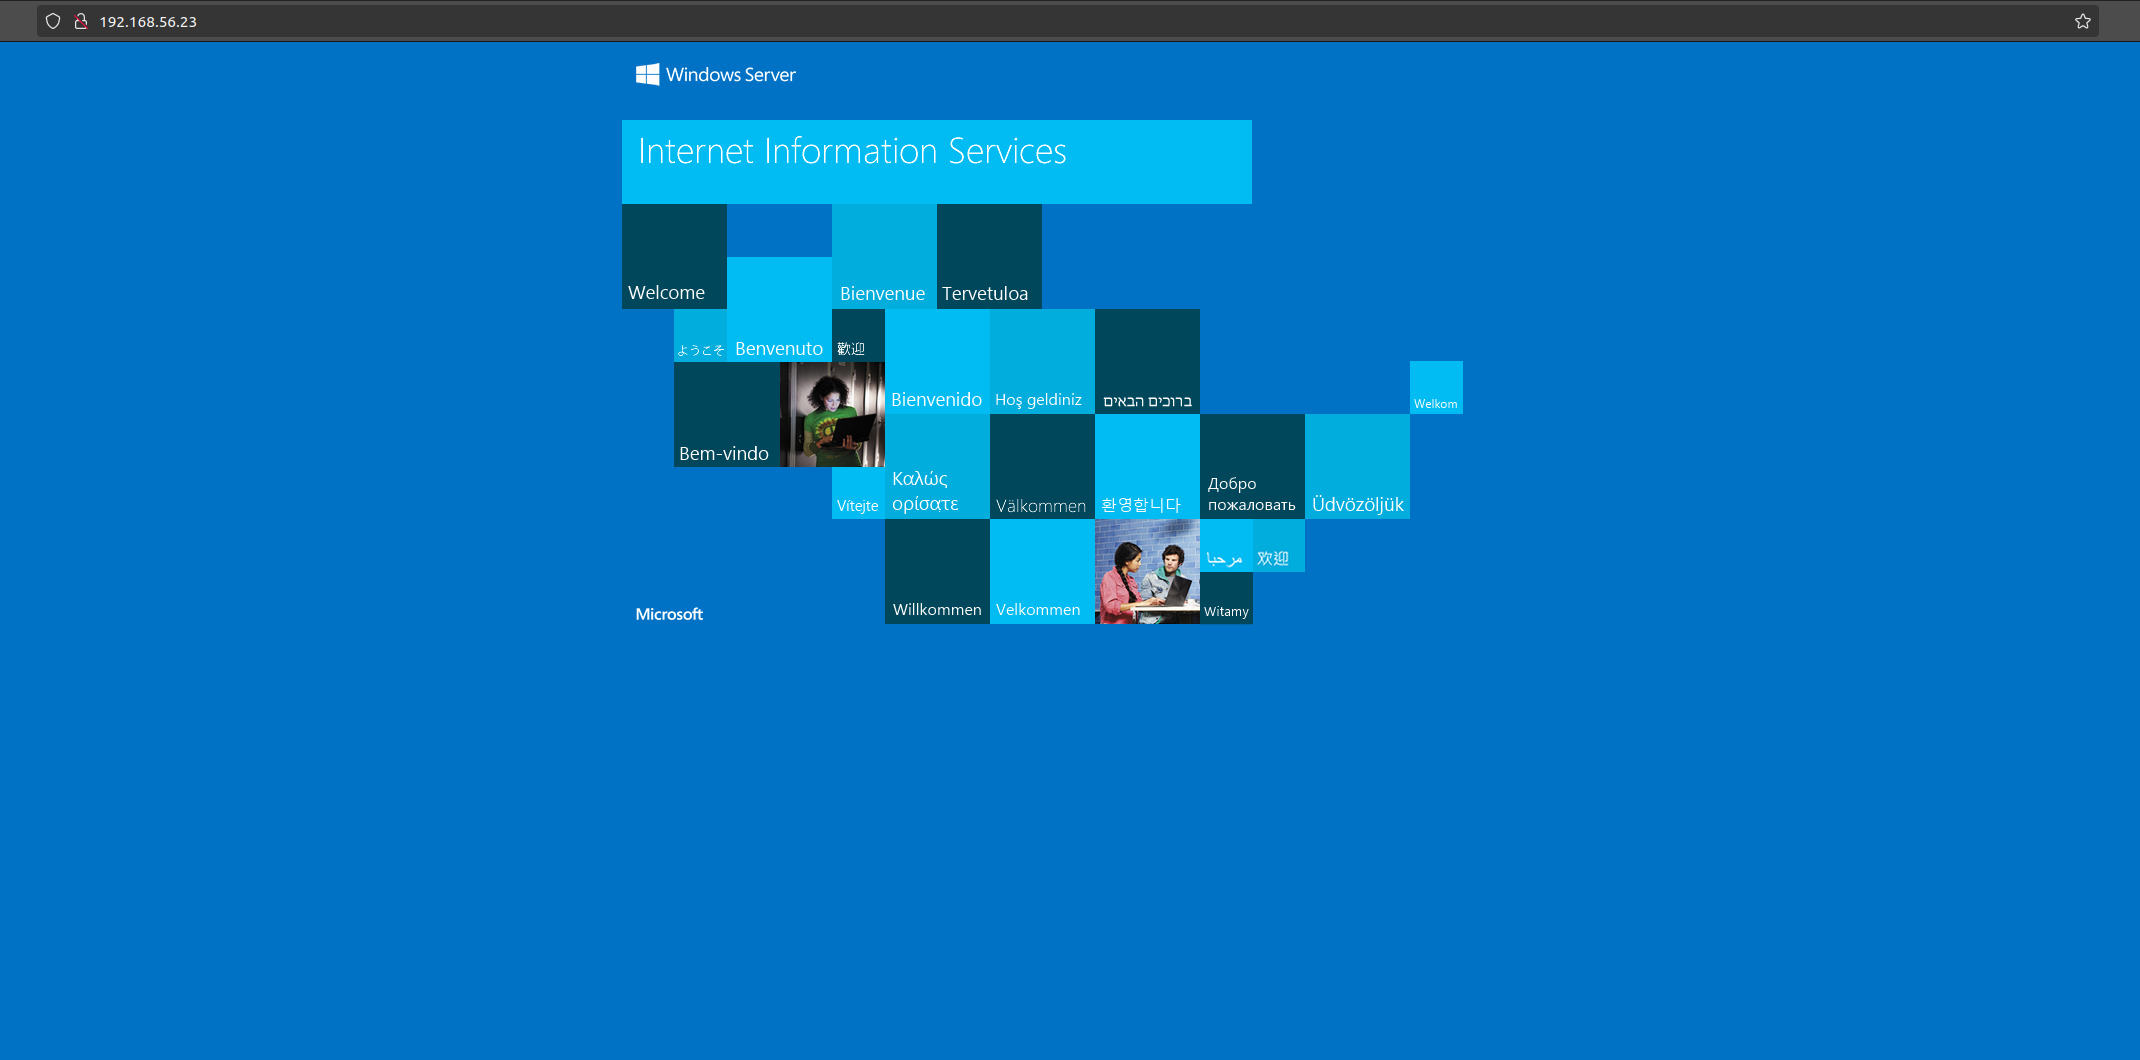 192.168.56.23
Windows Server
Internet Information Services
Welcome
Bienvenue
Tervetuloa
ようこそ
Benvenuto
歡迎
Bienvenido
Hoş geldiniz
ברוכים הבאים
Welkom
Bem-vindo
Vítejte
Καλώς
ορίσατε
Välkommen
환영합니다
Добро
пожаловать
Üdvözöljük
مرحبا
欢迎
Willkommen
Velkommen
Witamy
Microsoft